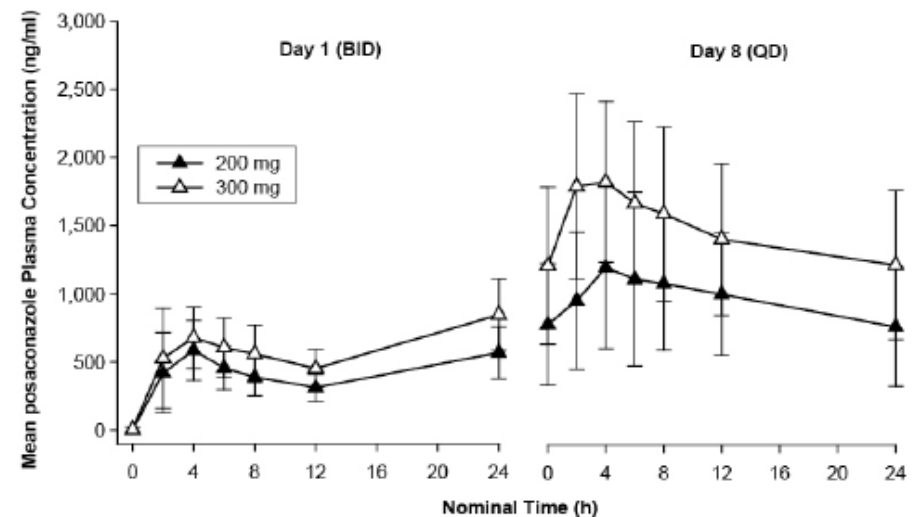 Mean posaconazole Plasma Concentration (ng/ml)
3,000
2,500
2,000
1,500
1,000
500
0
Day 1 (BID)
Day 8 (QD)
200 mg
300 mg
0 4 8 12 16 20 24
0 4 8 12 16 20 24
Nominal Time (h)